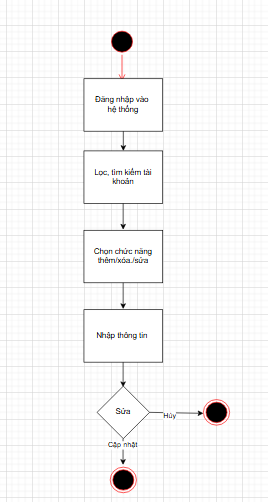 Đăng nhập vào
hệ thống
Lọc, tìm kiếm tài
khoản
Chọn chức năng
thêm/xóa./sửa
Nhập thông tin
Sửa
Hủy
Cập nhật